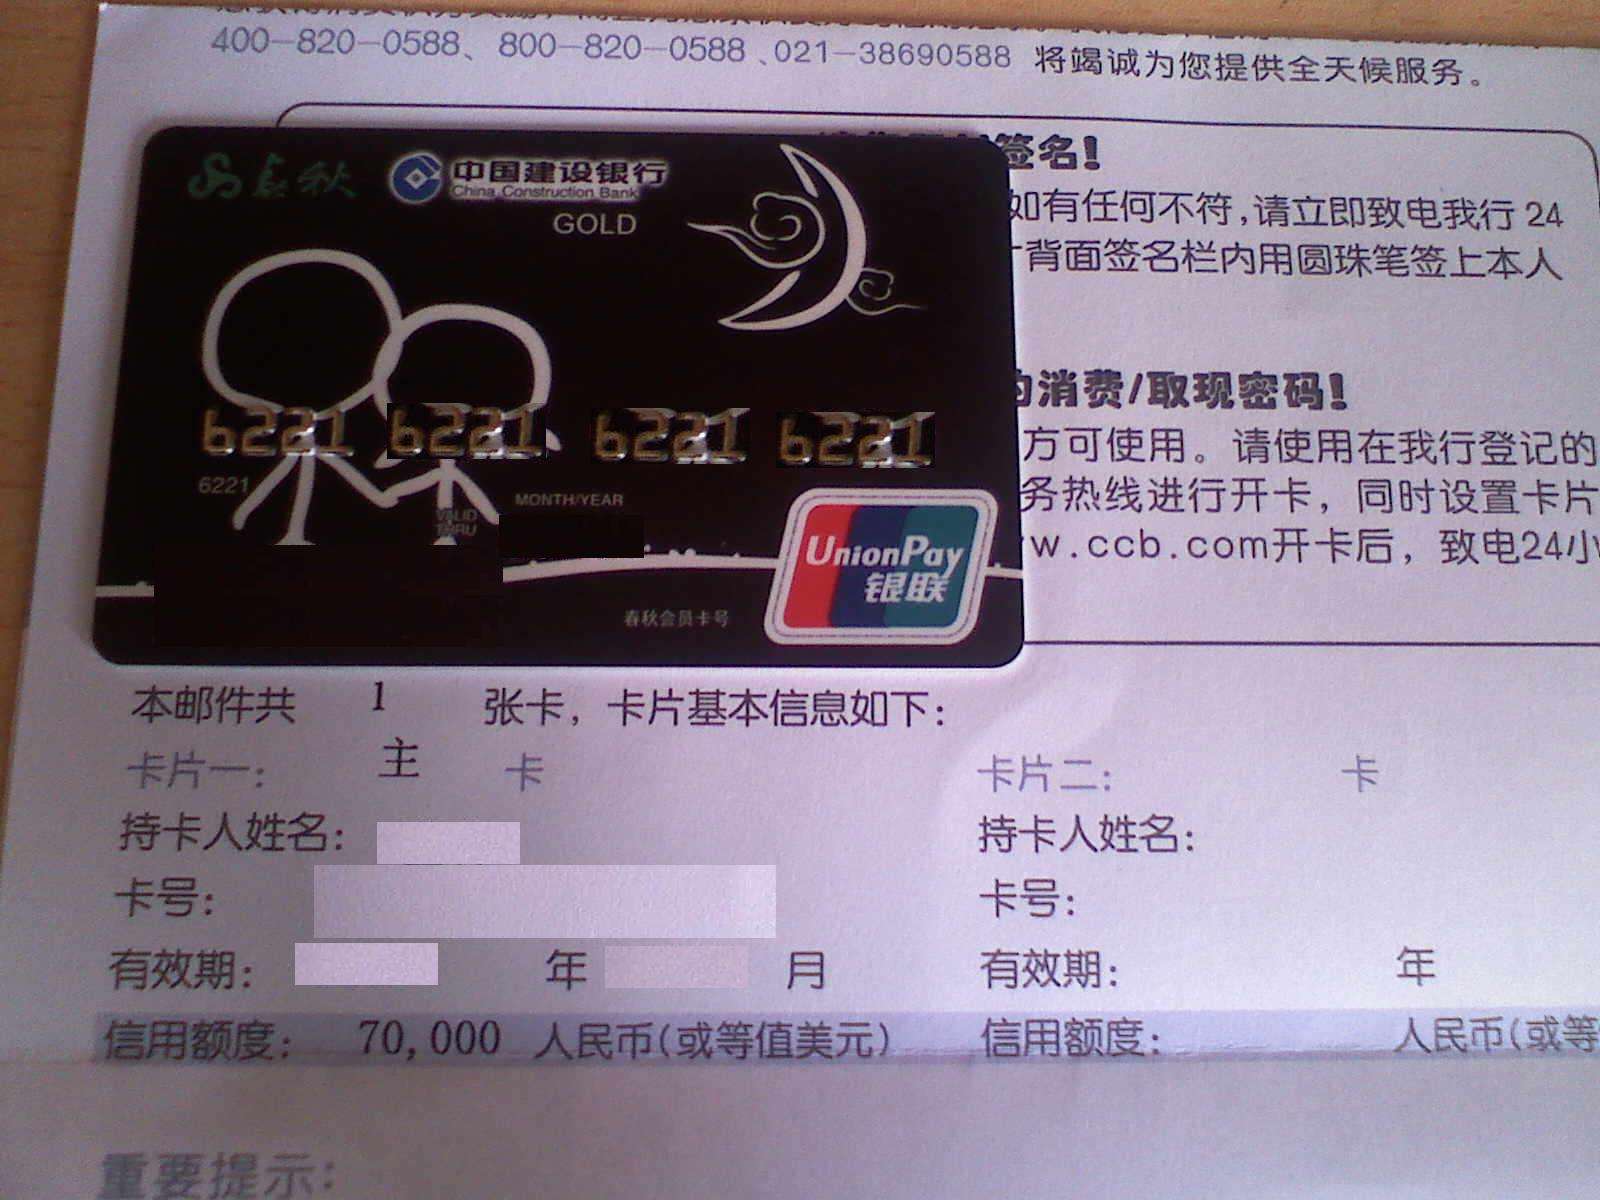 400-820-0588、800-820-0588、021-38690588 将竭诚为您提供全天候服务。
签名!
如有任何不符,请立即致电我行 24
背面签名栏内用圆珠笔签上本人
的消费/取现密码!
方可使用。请使用在我行登记的
务热线进行开卡，同时设置卡片
w.ccb.com开卡后，致电24小
春秋 中国建设银行
China Construction Bank
GOLD
6221 6221 6221 6221
6221 MONTH/YEAR
VALID
THRU
UnionPay
银联
春秋会员卡号
本邮件共 1 张卡，卡片基本信息如下:
卡片一: 主 卡 卡片二: 卡
持卡人姓名: 持卡人姓名:
卡号: 卡号:
有效期: 年 月 有效期: 年
信用额度: 70,000 人民币(或等值美元) 信用额度: 人民币(或等
重要提示: